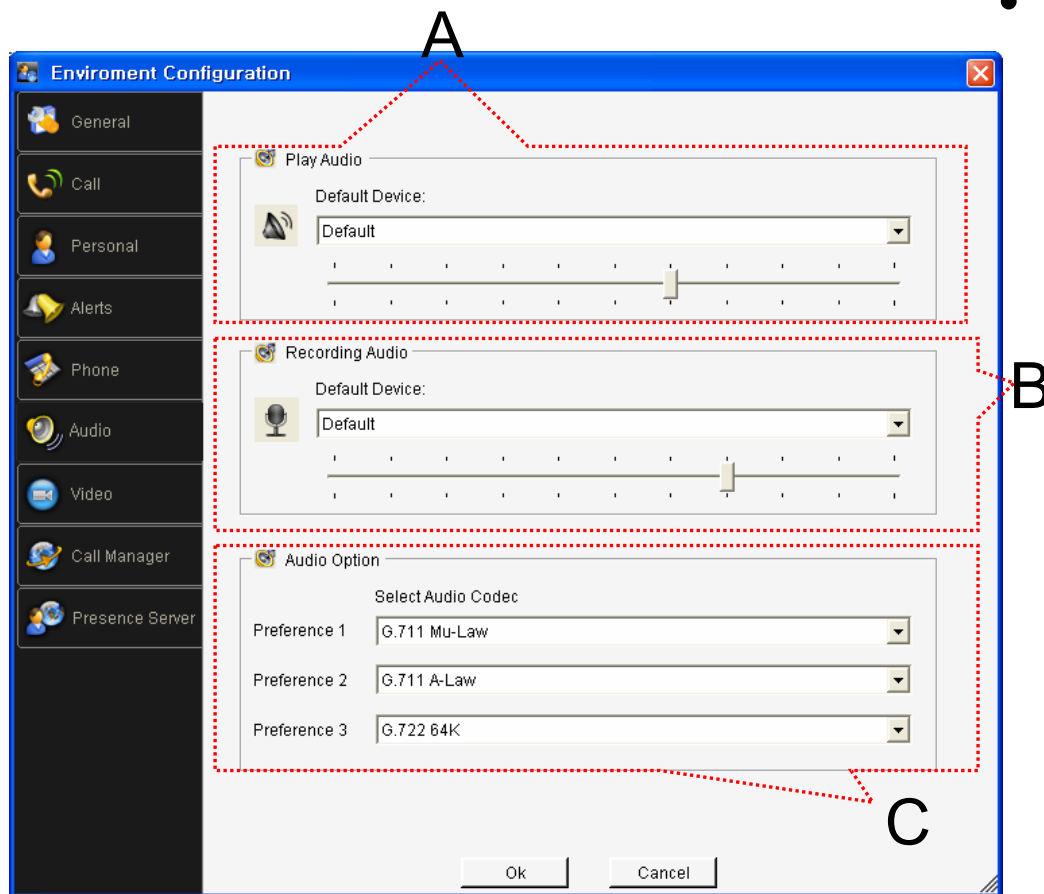 A
Enviroment Configuration
General
Call
Personal
Alerts
Phone
Audio
Video
Call Manager
Presence Server
Play Audio
Default Device:
Default
B
Recording Audio
Default Device:
Default
Audio Option
Select Audio Codec
Preference 1 G.711 Mu-Law
Preference 2 G.711 A-Law
Preference 3 G.722 64K
C
Ok Cancel